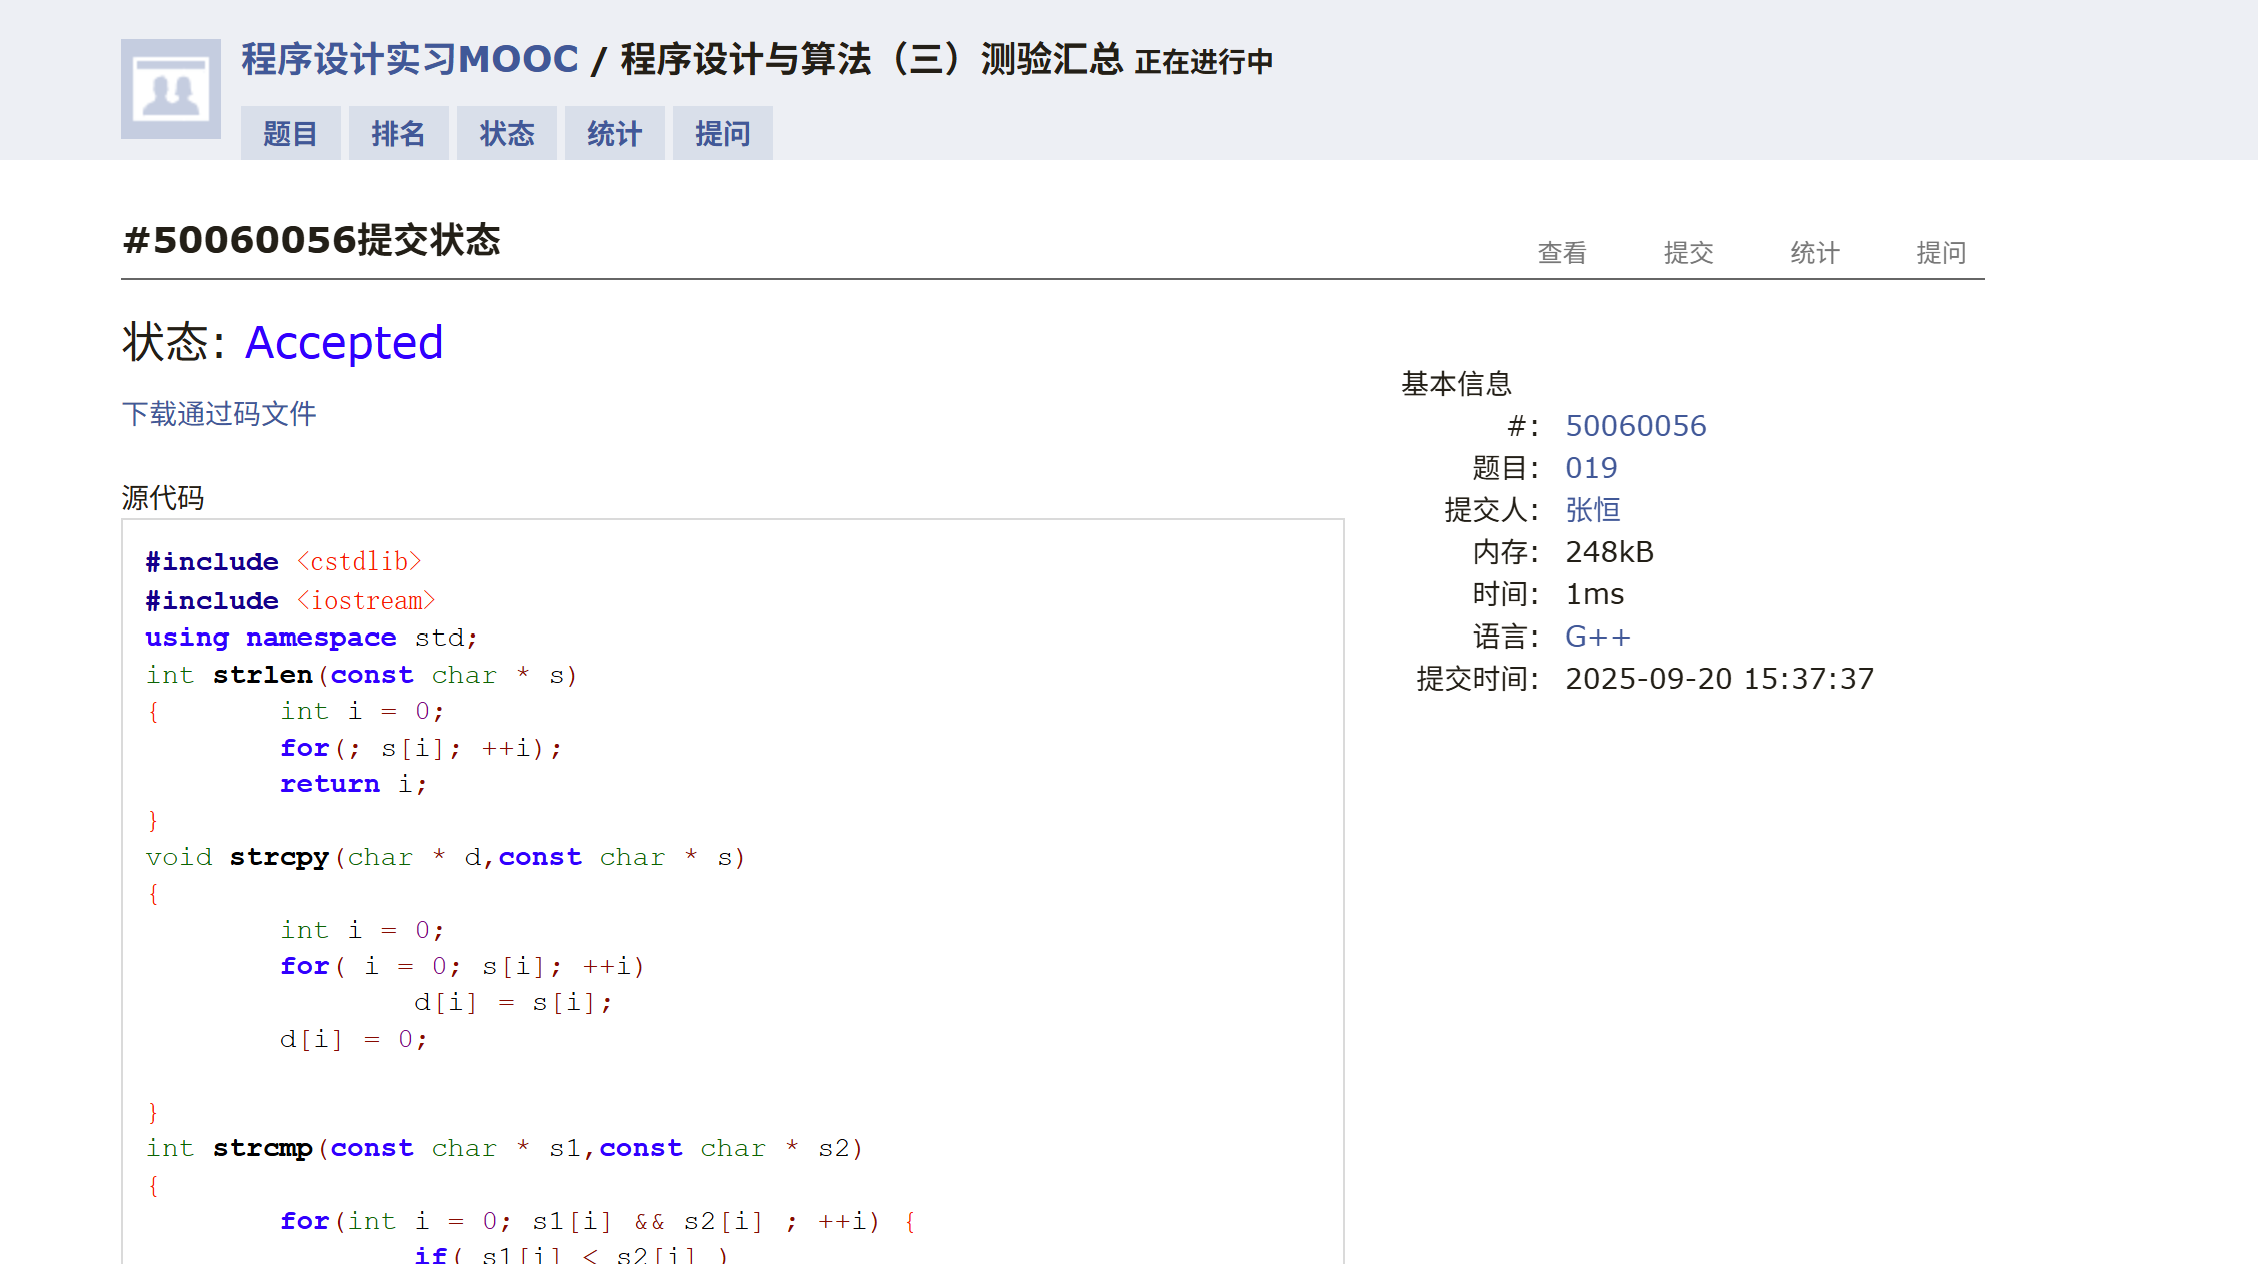 程序设计实习MOOC / 程序设计与算法（三）测验汇总 正在进行中
题目 排名 状态 统计 提问
#50060056提交状态
查看 提交 统计 提问
状态: Accepted
下载通过码文件
源代码
#include <cstdlib>
#include <iostream>
using namespace std;
int strlen(const char * s)
{ int i = 0;
for(; s[i]; ++i);
return i;
}
void strcpy(char * d,const char * s)
{
int i = 0;
for( i = 0; s[i]; ++i)
d[i] = s[i];
d[i] = 0;
}
int strcmp(const char * s1,const char * s2)
{
for(int i = 0; s1[i] && s2[i] ; ++i) {
if( s1[i] < s2[i] )
基本信息
#: 50060056
题目: 019
提交人: 张恒
内存: 248kB
时间: 1ms
语言: G++
提交时间: 2025-09-20 15:37:37